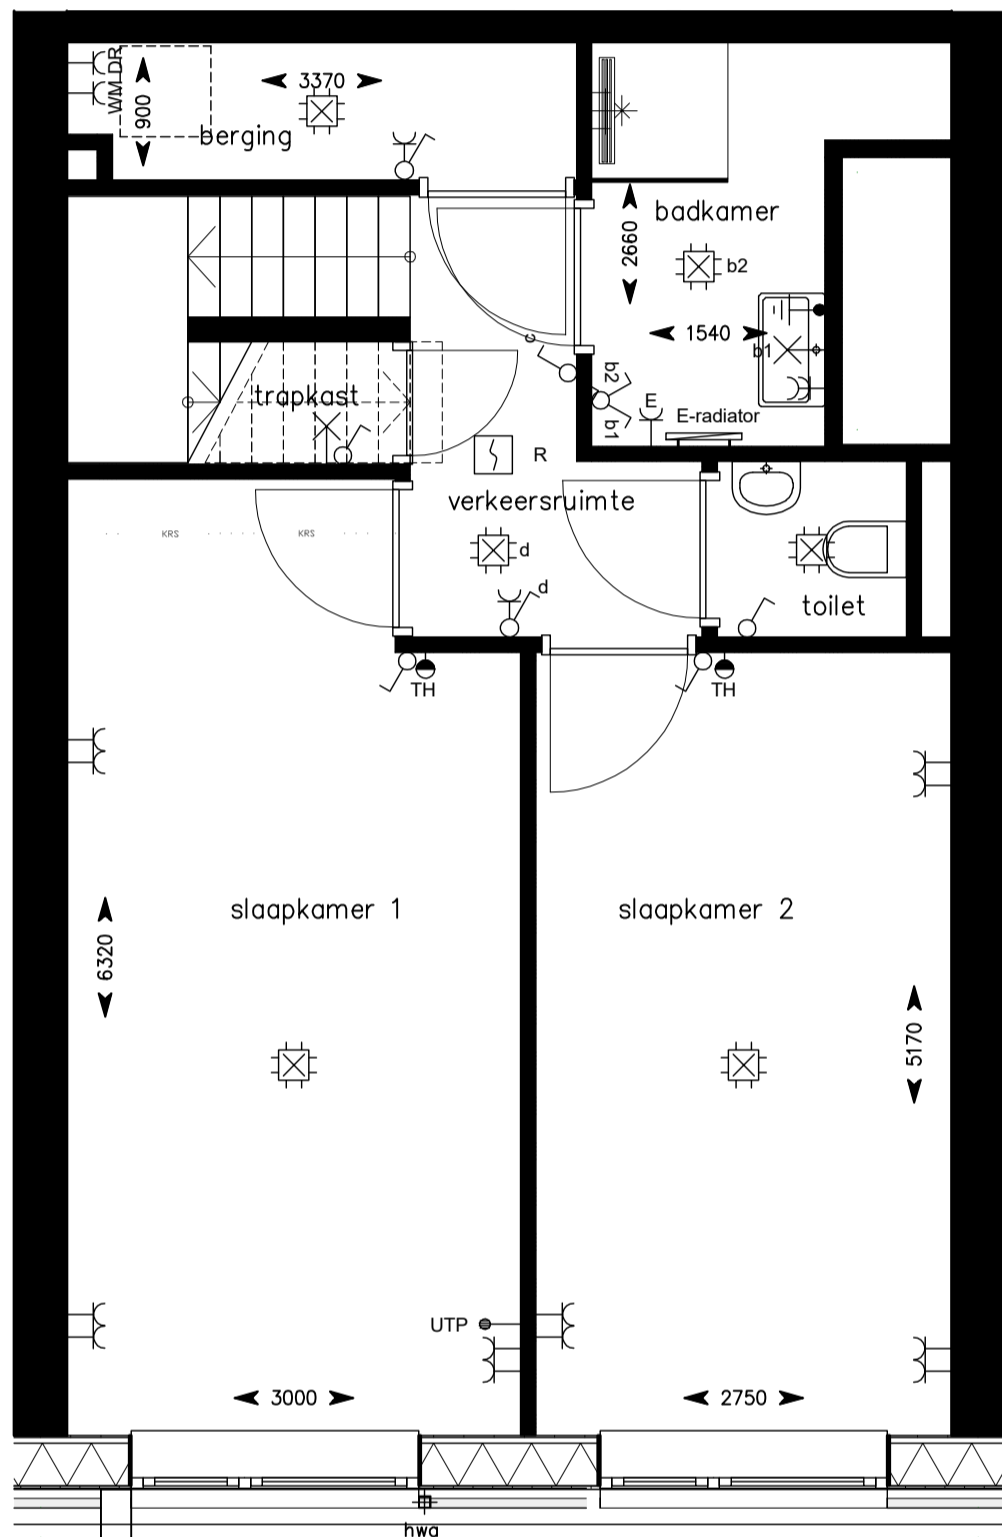 WM DR
900
3370
berging
badkamer
2660
b2
1540
b1
c
b2
b1
E
E-radiator
trapkast
R
verkeersruimte
KRS
KRS
d
d
toilet
TH
TH
slaapkamer 1
slaapkamer 2
6320
5170
UTP
3000
2750
hwa